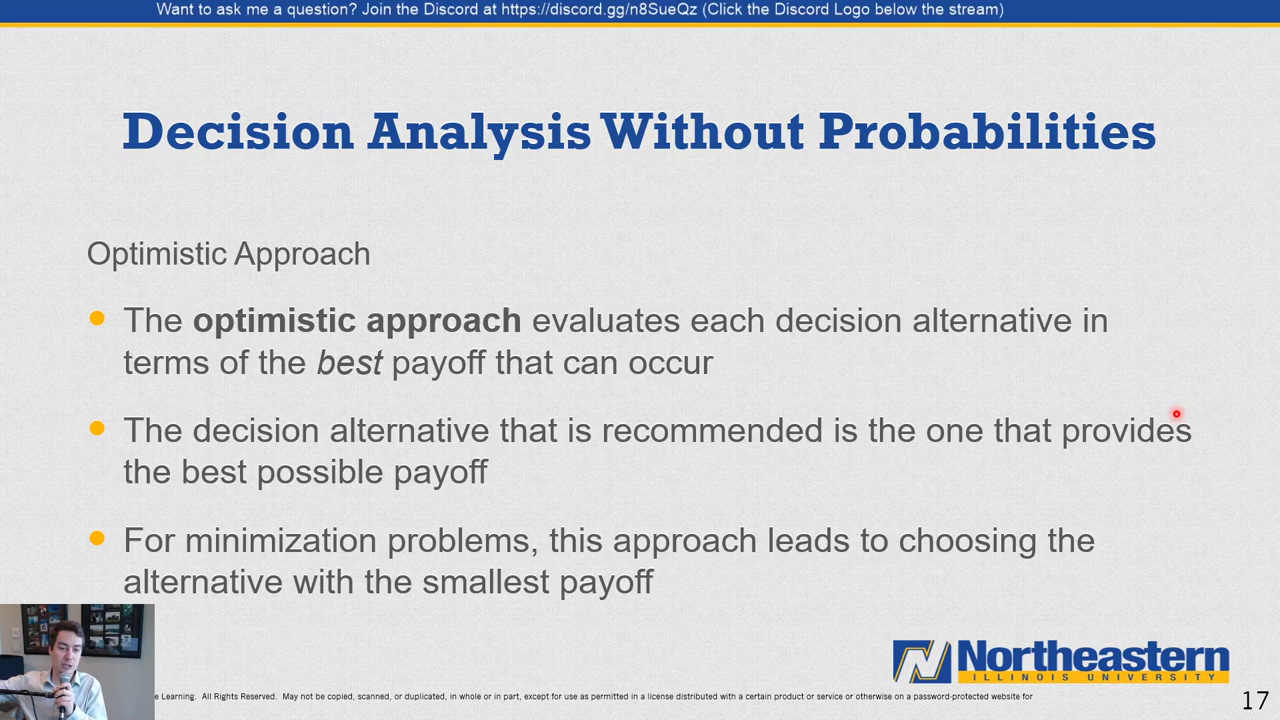 Want to ask me a question? Join the Discord at https://discord.gg/n8SueQz (Click the Discord Logo below the stream)
Decision Analysis Without Probabilities
Optimistic Approach
The optimistic approach evaluates each decision alternative in
terms of the best payoff that can occur
The decision alternative that is recommended is the one that provides
the best possible payoff
For minimization problems, this approach leads to choosing the
alternative with the smallest payoff
Northeastern
ILLINOIS UNIVERSITY
e Learning. All Rights Reserved. May not be copied, scanned, or duplicated, in whole or in part, except for use as permitted in a license distributed with a certain product or service or otherwise on a password-protected website for
17